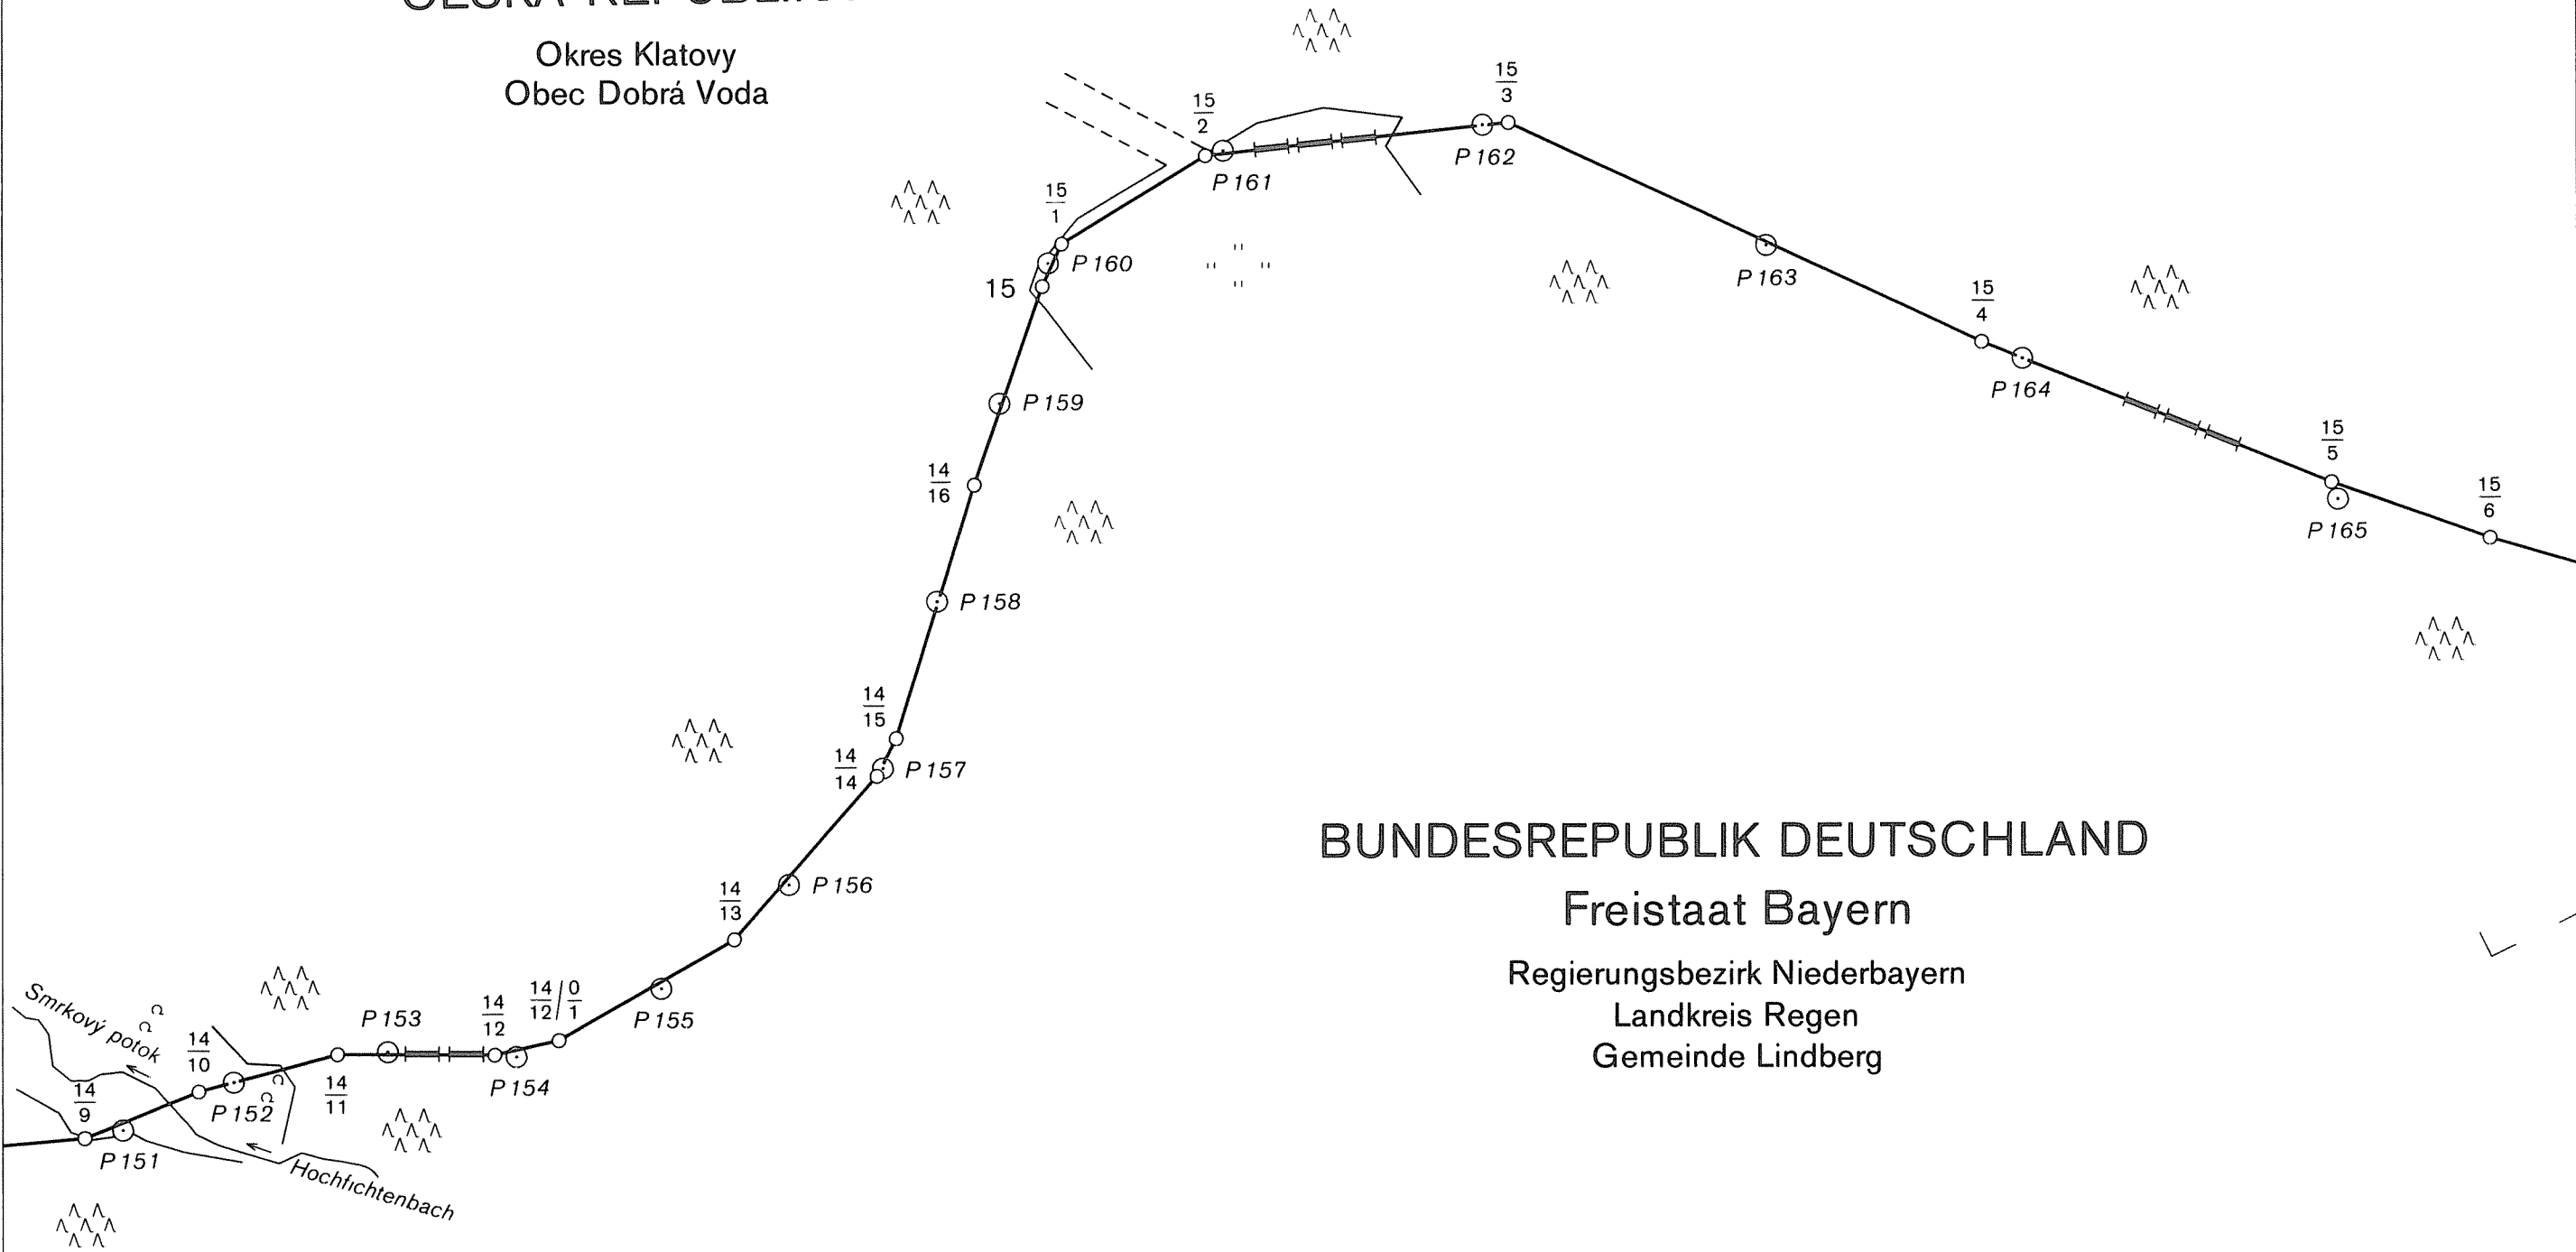 Okres Klatovy
Obec Dobrá Voda
15
3
15
2
P 162
P 161
15
1
P 160
15
P 163
15
4
P 164
P 159
15
5
14
16
15
6
P 165
P 158
14
15
14
14
P 157
BUNDESREPUBLIK DEUTSCHLAND
14
13
P 156
Freistaat Bayern
Regierungsbezirk Niederbayern
Landkreis Regen
Gemeinde Lindberg
Smrkový potok
P 153
14
12
14/0
12/1
P 155
14
10
14
9
P 152
14
11
P 154
P 151
Hochfichtenbach